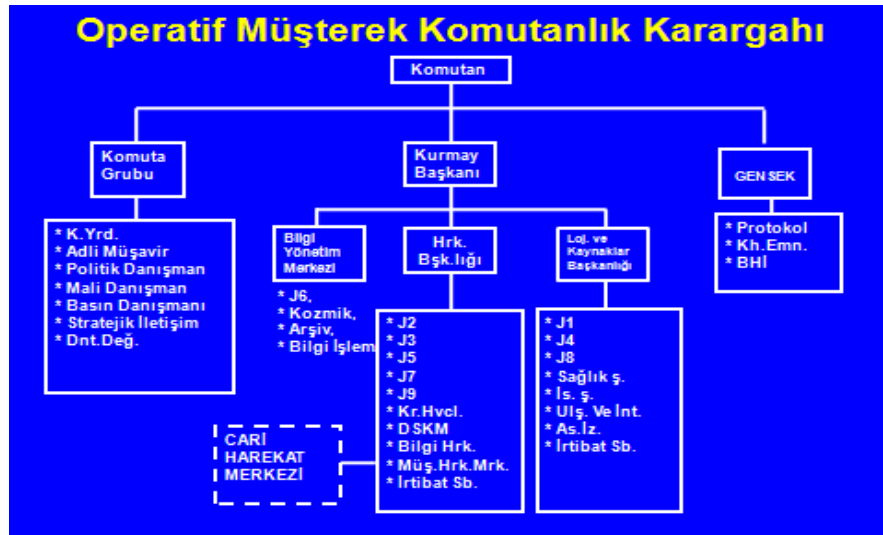 Operatif Müşterek Komutanlık Karargahı
Komutan
Komuta
Grubu
* K.Yrd.
* Adli Müşavir
* Politik Danışman
* Mali Danışman
* Basın Danışmanı
* Stratejik İletişim
* Dnt.Değ.
Kurmay
Başkanı
Bilgi
Yönetim
Merkezi
* J6,
* Kozmik,
* Arşiv,
* Bilgi İşlem
Hrk.
Bşk.lığı
* J2
* J3
* J5
* J7
* J9
* Kr.Hvcl.
* DSKM
* Bilgi Hrk.
* Müş.Hrk.Mrk.
* İrtibat Sb.
CARİ
HAREKAT
MERKEZİ
Loj. ve
Kaynaklar
Başkanlığı
* J1
* J4
* J8
* Sağlık ş.
* İs. ş.
* Ulş. Ve İnt.
* As.İz.
* İrtibat Sb.
GENSEK
* Protokol
* Kh.Emn.
* BHİ